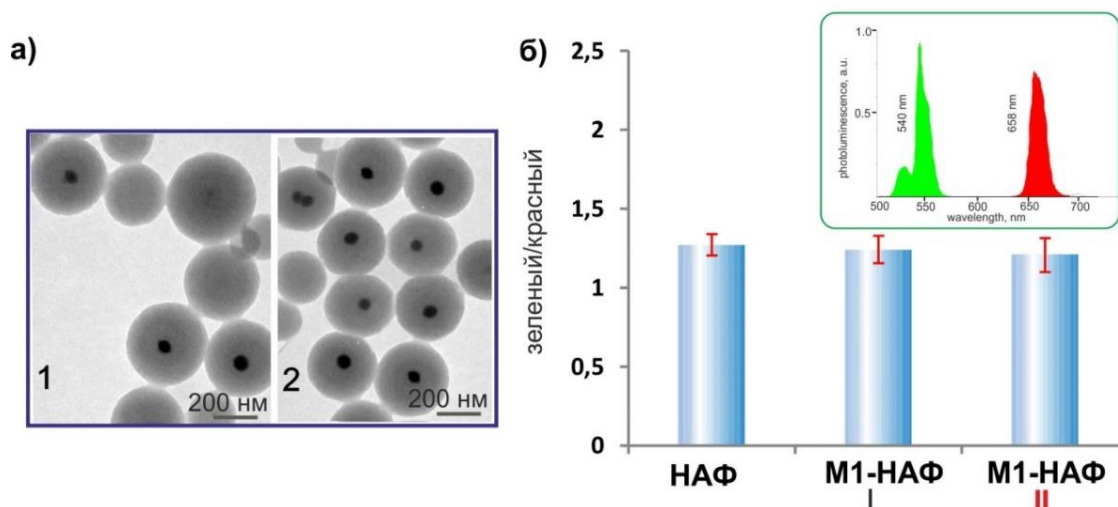 а)
1
200 нм
2
200 нм
б)
зеленый/красный
2,5
2
1,5
1
0,5
0
НАФ
М1-НАФ
I
М1-НАФ
II
photoluminescence, a.u.
1.0
0.5
540 nm
658 nm
500 550 600 650 700
wavelength, nm